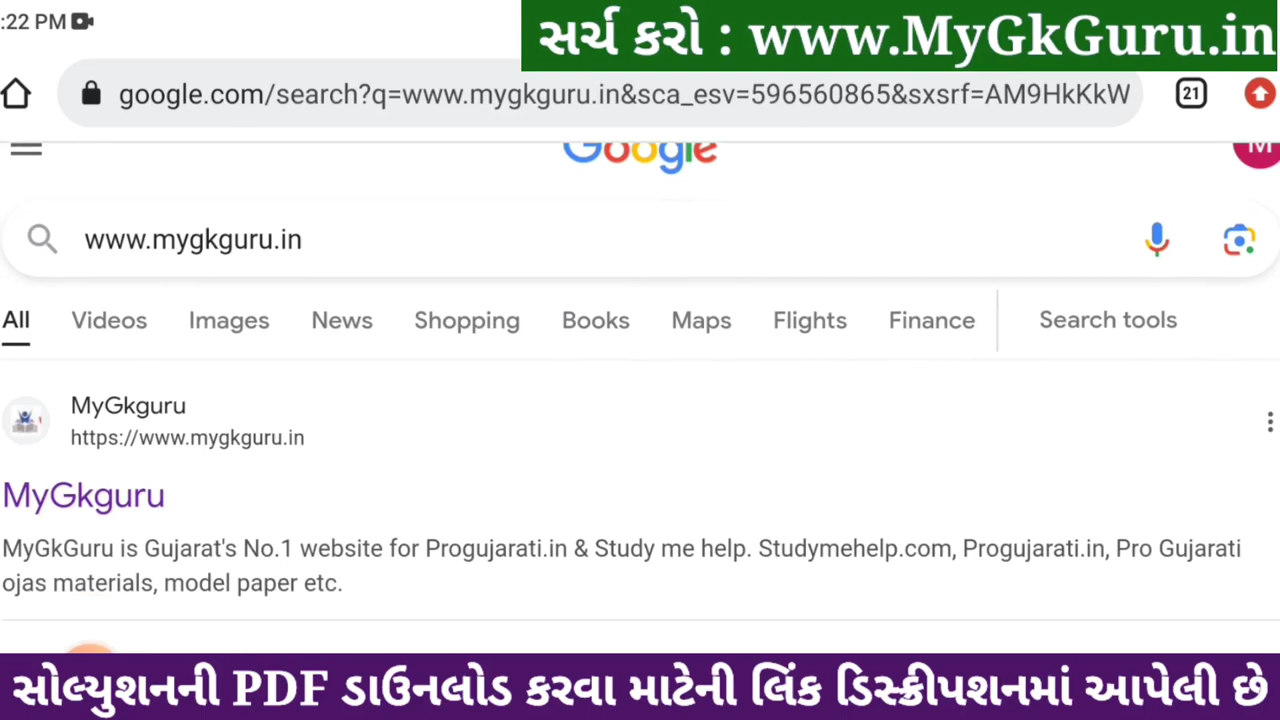 :22 PM
સર્ચ કરો : www.MyGkGuru.in
google.com/search?q=www.mygkguru.in&sca_esv=596560865&sxsrf=AM9HkKkW
21
Google
M
www.mygkguru.in
All Videos Images News Shopping Books Maps Flights Finance Search tools
MyGkguru
https://www.mygkguru.in
MyGkguru
MyGkGuru is Gujarat's No.1 website for Progujarati.in & Study me help. Studymehelp.com, Progujarati.in, Pro Gujarati
ojas materials, model paper etc.
સોલ્યુશનની PDF ડાઉનલોડ કરવા માટેની લિંક ડિસ્ક્રીપશનમાં આપેલી છે